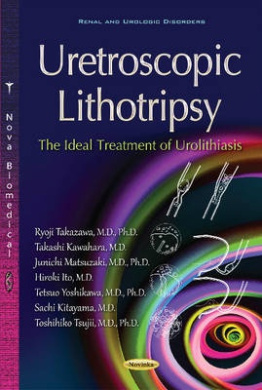 RENAL AND UROLOGIC DISORDERS
Uretroscopic
Lithotripsy
The Ideal Treatment of Urolithiasis
Nova Biomedical
Ryoji Takazawa, M.D., Ph.D.
Takashi Kawahara, M.D.
Junichi Matsuzaki, M.D., Ph.D.
Hiroki Ito, M.D.
Tetsuo Yoshikawa, M.D., Ph.D.
Sachi Kitayama, M.D.
Toshihiko Tsujii, M.D., Ph.D.
Novinka